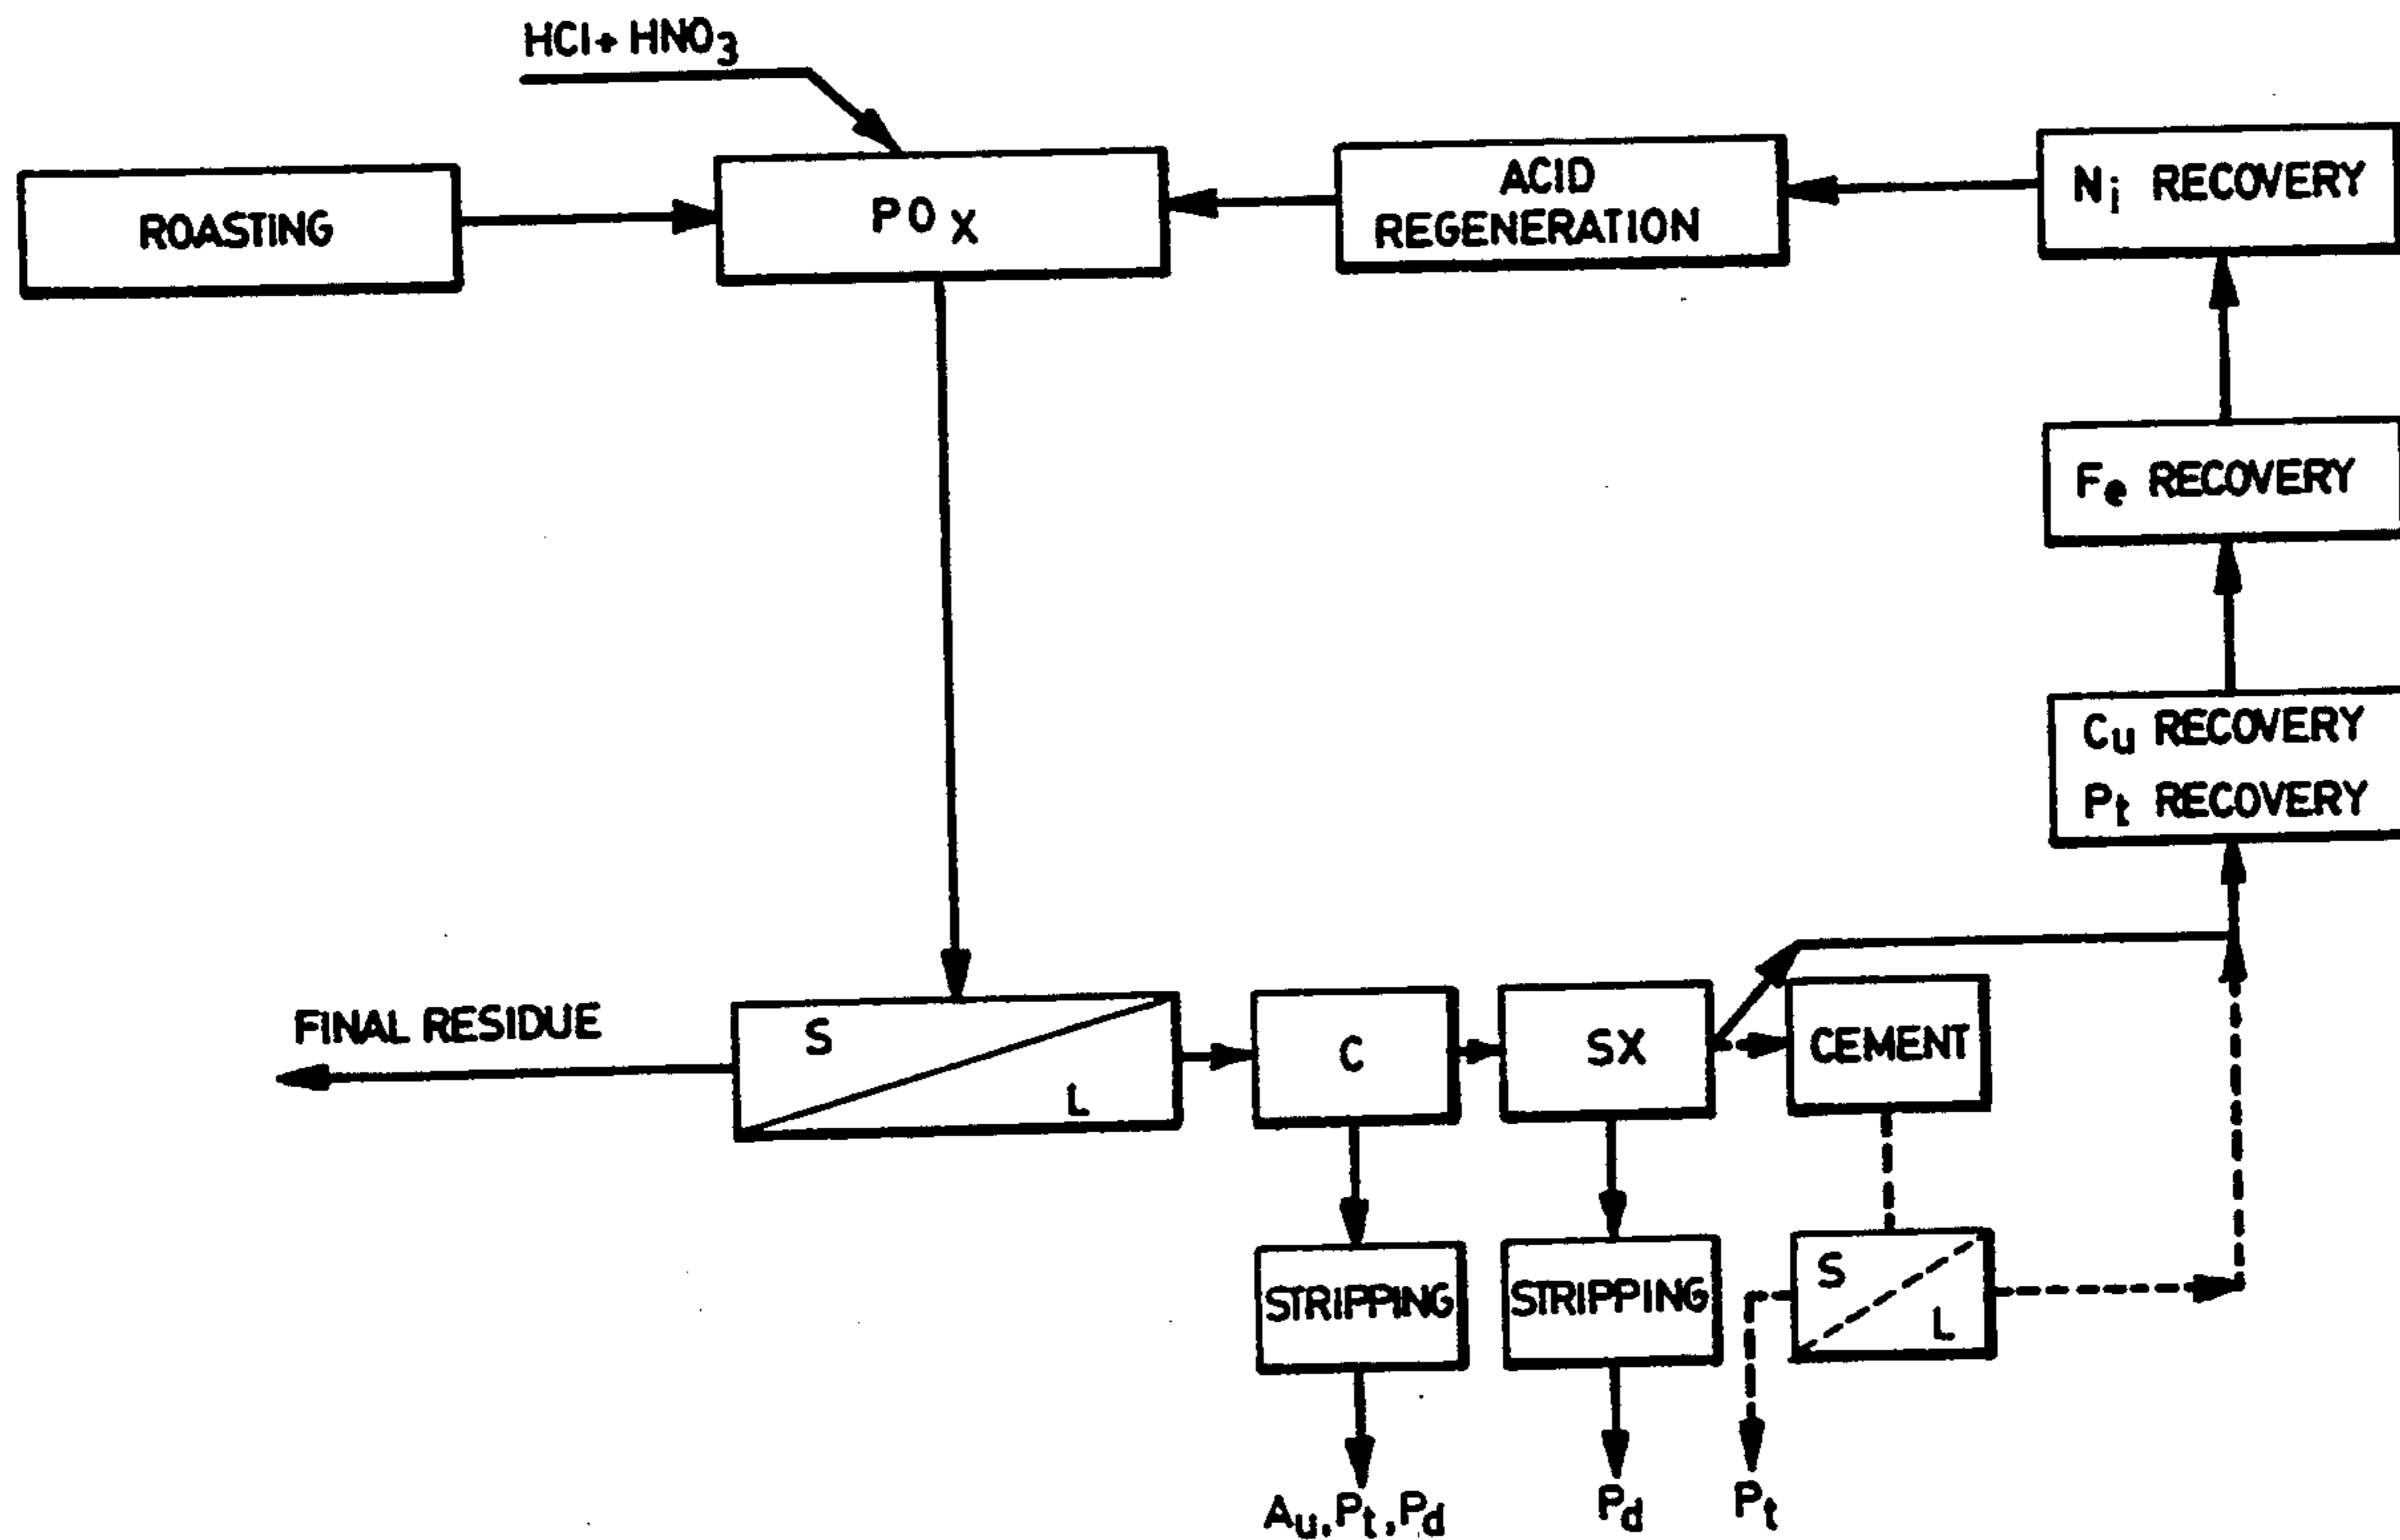 HCl + HNO3
ROASTING
POX
ACID
REGENERATION
Ni RECOVERY
Fe RECOVERY
Cu RECOVERY
Pt RECOVERY
FINAL RESIDUE
S
L
C
SX
CEMENT
STRIPPING
STRIPPING
S
L
Au, Pt, Pd
Pd
Pt